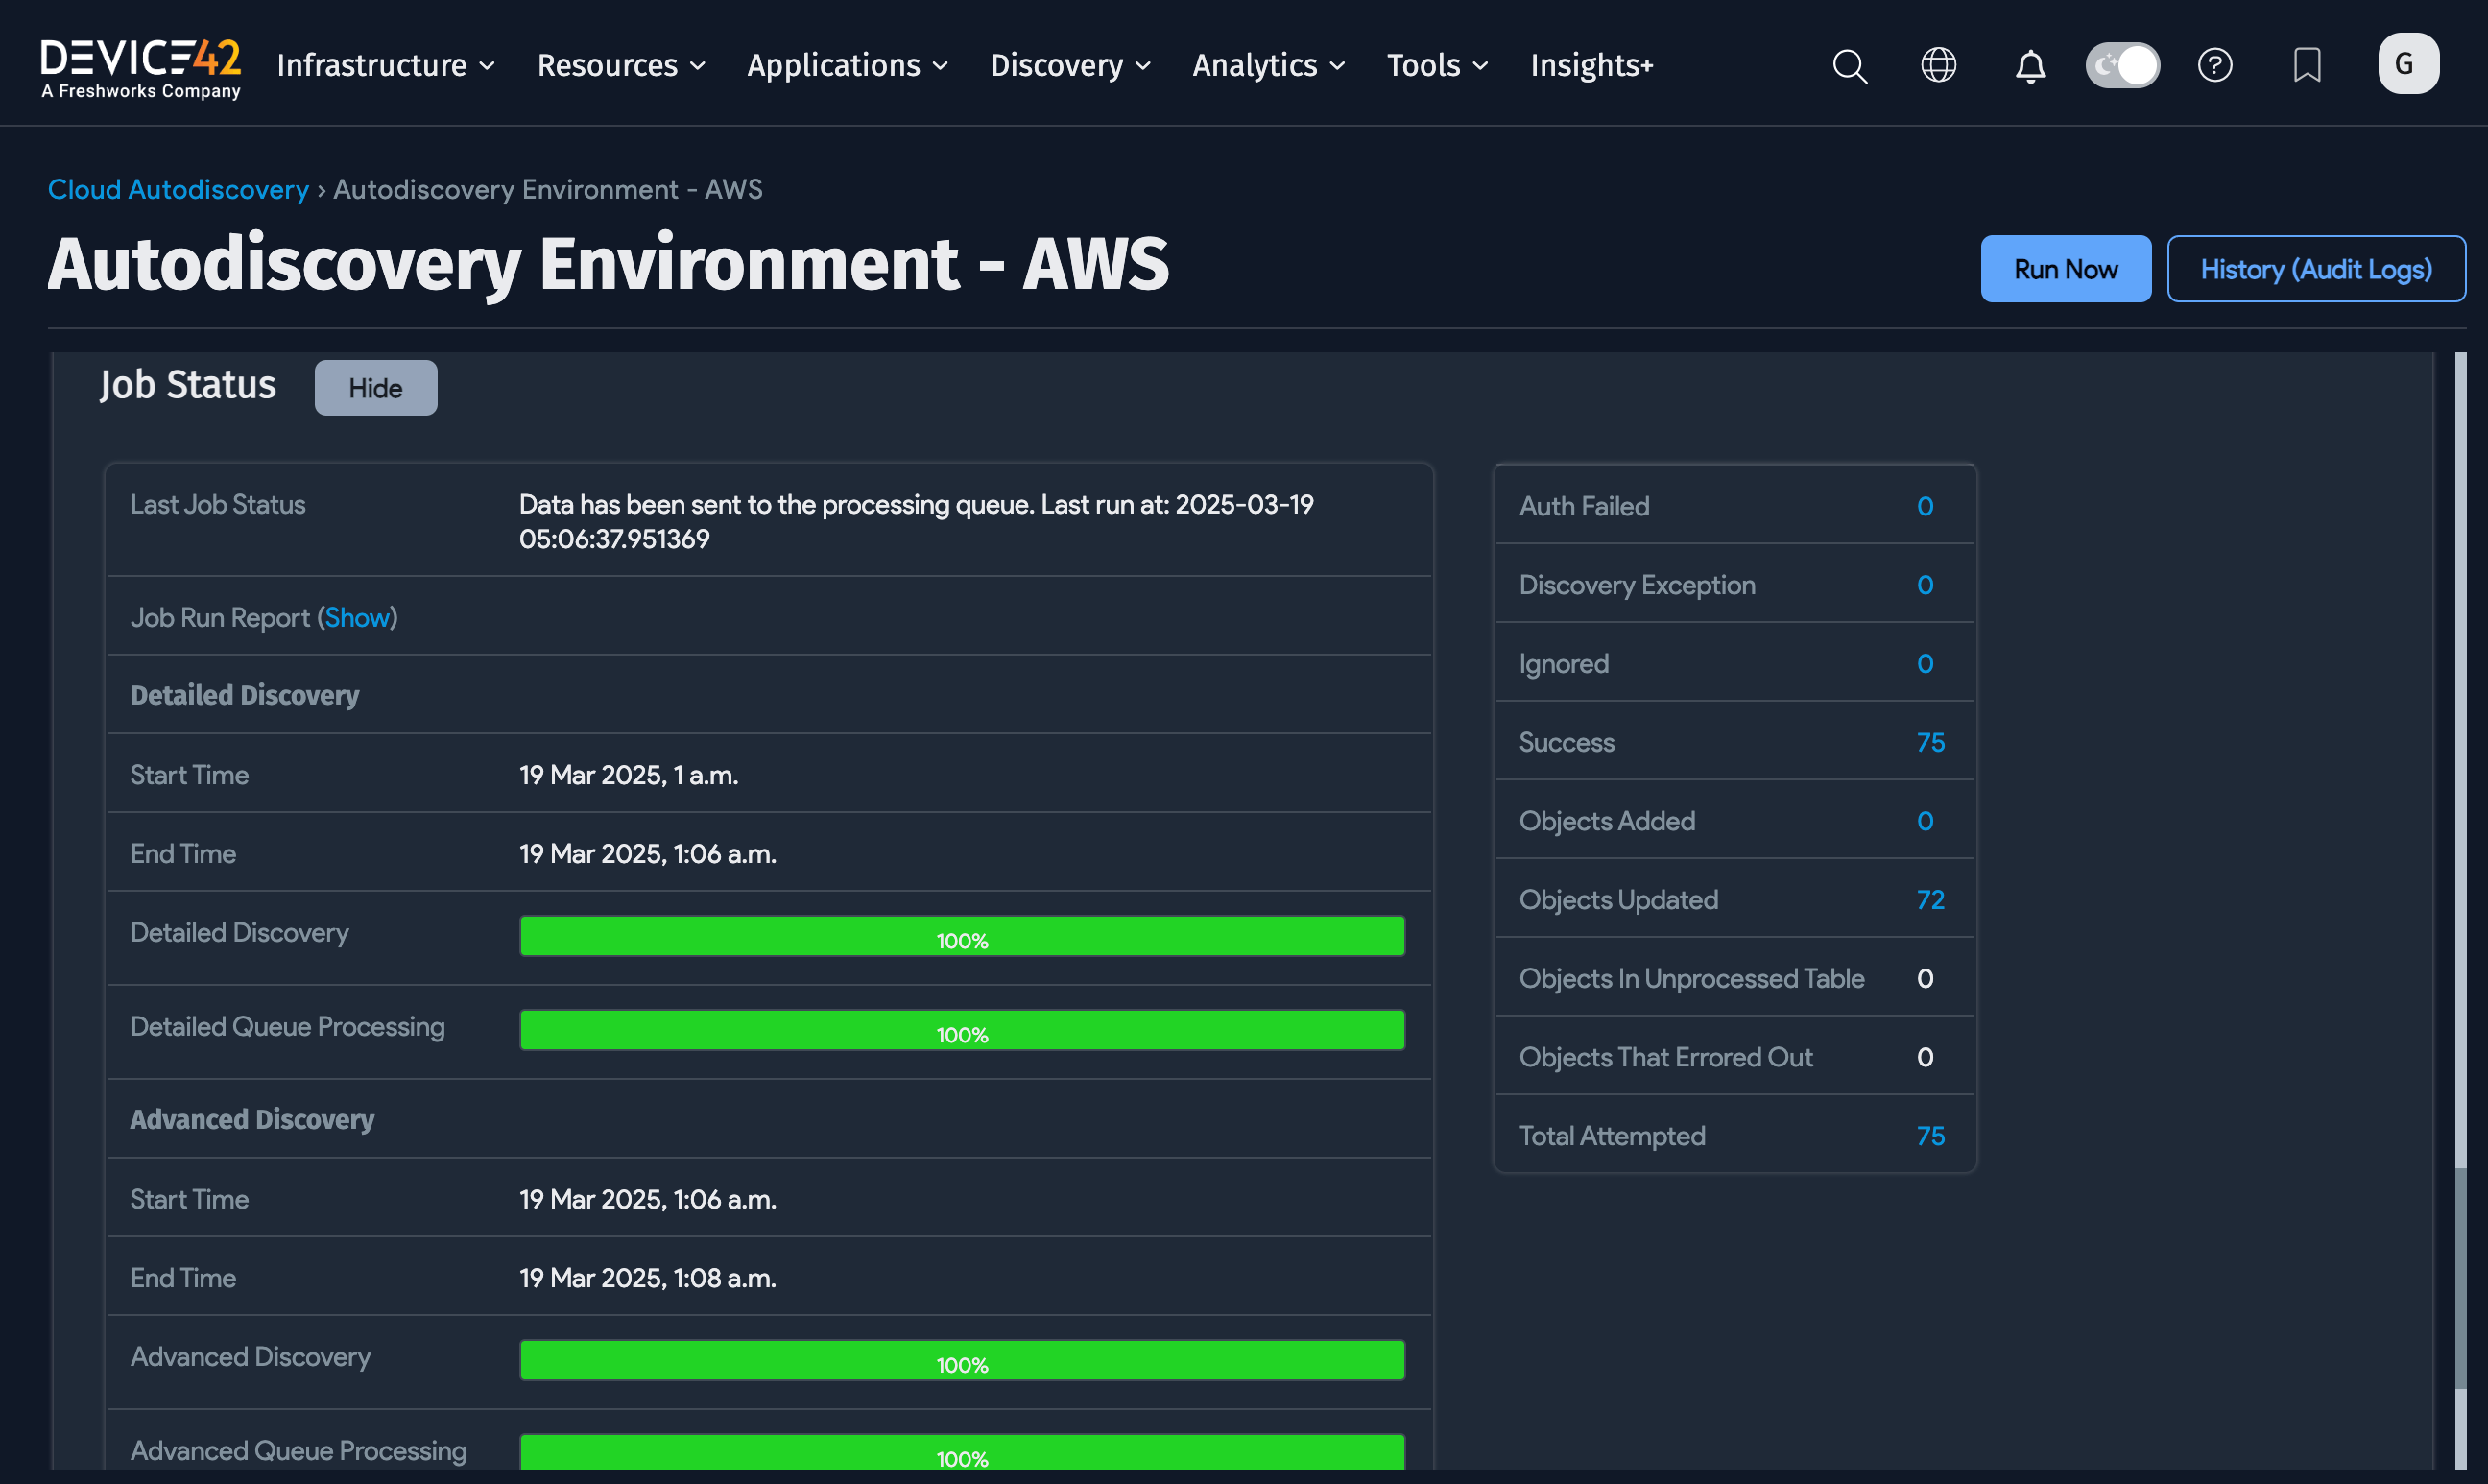 DEVICE42
A Freshworks Company
Infrastructure
Resources
Applications
Discovery
Analytics
Tools
Insights+
?
G
Cloud Autodiscovery › Autodiscovery Environment - AWS
Autodiscovery Environment - AWS
Run Now
History (Audit Logs)
Job Status
Hide
Last Job Status
Data has been sent to the processing queue. Last run at: 2025-03-19
05:06:37.951369
Job Run Report (Show)
Detailed Discovery
Start Time
19 Mar 2025, 1 a.m.
End Time
19 Mar 2025, 1:06 a.m.
Detailed Discovery
100%
Detailed Queue Processing
100%
Advanced Discovery
Start Time
19 Mar 2025, 1:06 a.m.
End Time
19 Mar 2025, 1:08 a.m.
Advanced Discovery
100%
Advanced Queue Processing
100%
Auth Failed
0
Discovery Exception
0
Ignored
0
Success
75
Objects Added
0
Objects Updated
72
Objects In Unprocessed Table
0
Objects That Errored Out
0
Total Attempted
75